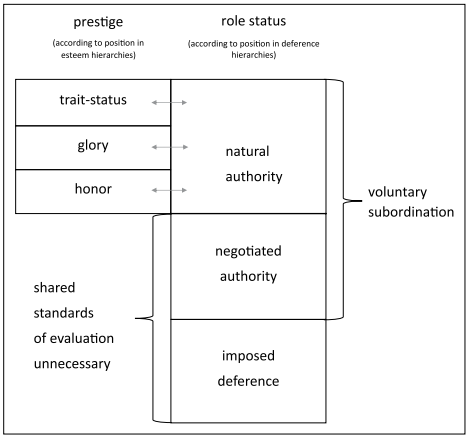 prestige
(according to position in
esteem hierarchies)
role status
(according to position in deference
hierarchies)
trait-status
glory
honor
natural
authority
voluntary
subordination
negotiated
authority
shared
standards
of evaluation
unnecessary
imposed
deference